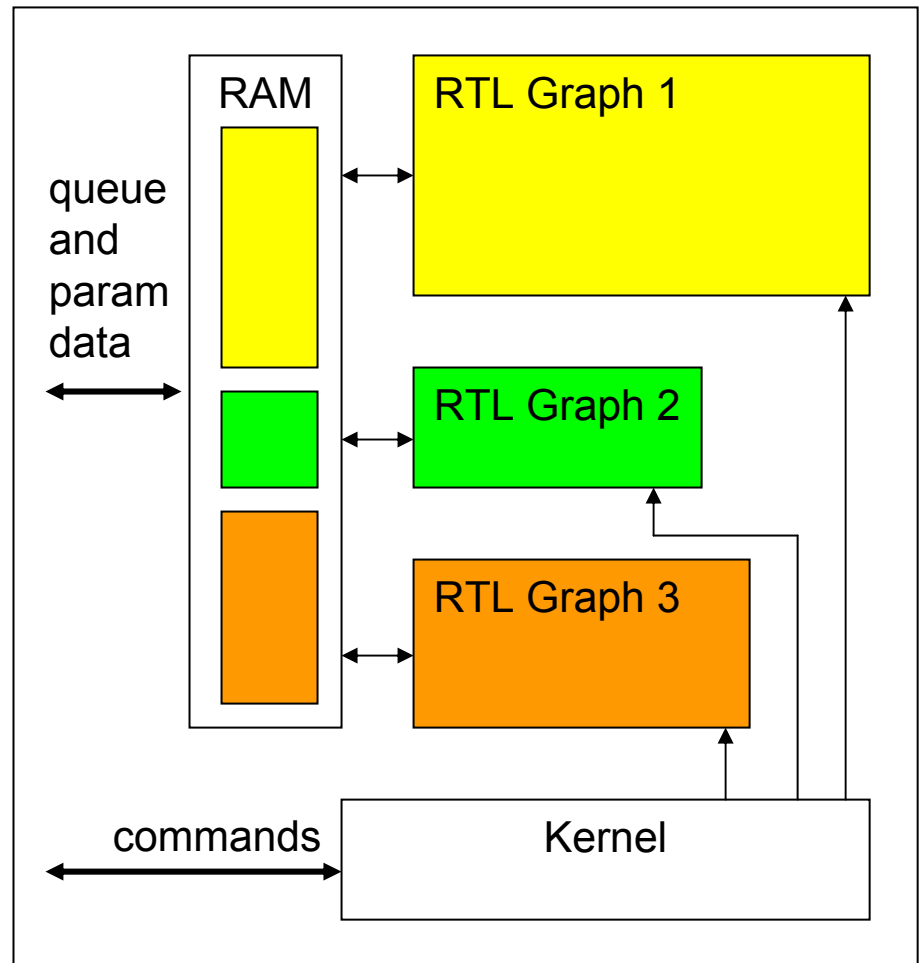 RAM
RTL Graph 1
queue
and
param
data
RTL Graph 2
RTL Graph 3
commands
Kernel